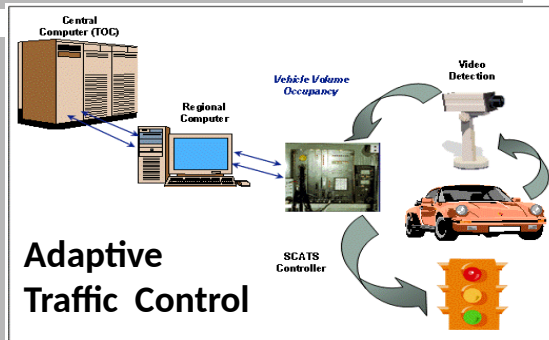 Central
Computer (TOC)
Vehicle Volume
Occupancy
Video
Detection
Regional
Computer
SCATS
Controller
Adaptive
Traffic Control